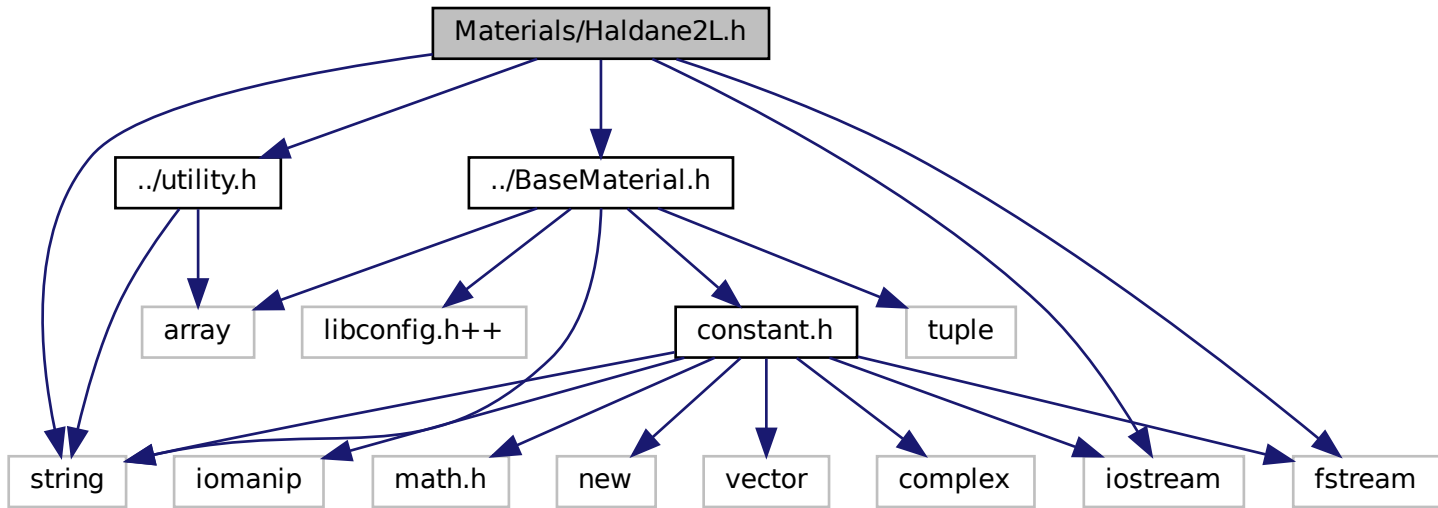 Materials/Haldane2L.h
../utility.h
../BaseMaterial.h
array
libconfig.h++
constant.h
tuple
string
iomanip
math.h
new
vector
complex
iostream
fstream